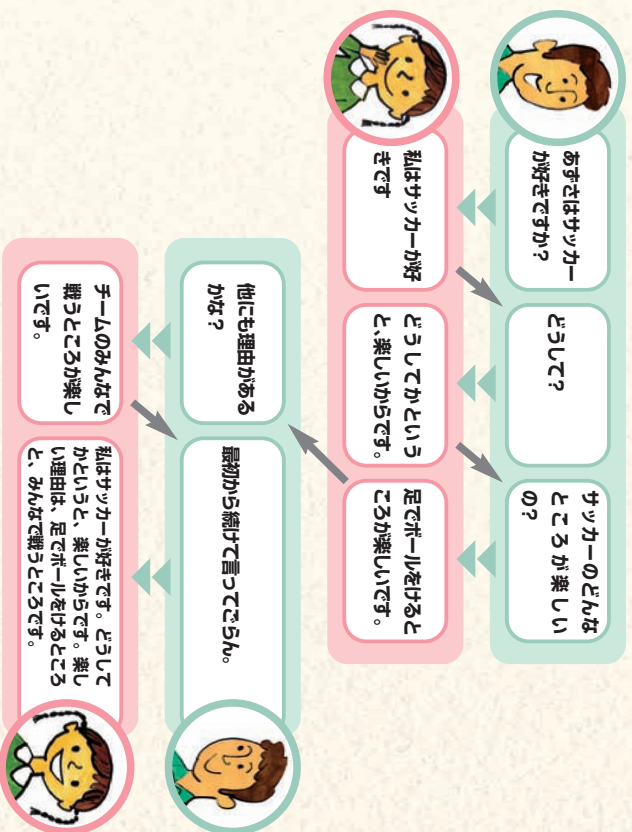 あずさはサッカー
が好きですか?
私はサッカーが好
きです
どうして?
どうしてかという
と、楽しいからです。
サッカーのどんな
ところが楽しい
の?
足でボールをけると
ころが楽しいです。
他にも理由がある
かな?
チームのみんなで
戦うところが楽し
いです。
最初から続けて言ってごらん。
私はサッカーが好きです。どうして
かというと、楽しいからです。楽し
い理由は、足でボールをけるところ
と、みんなで戦うところです。